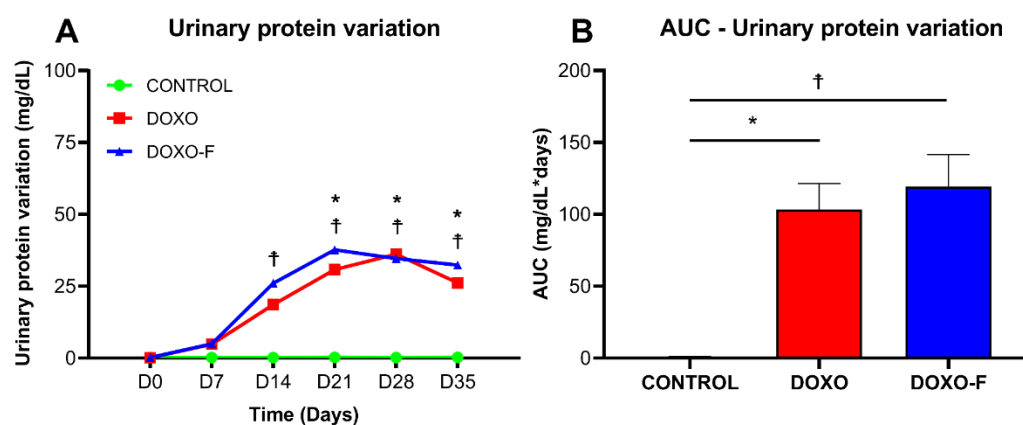 A
Urinary protein variation
Urinary protein variation (mg/dL)
100
75
50
25
0
CONTROL
DOXO
DOXO-F
☨
*
☨
*
☨
*
☨
D0 D7 D14 D21 D28 D35
Time (Days)
B
AUC - Urinary protein variation
AUC (mg/dL*days)
200
150
100
50
0
☨
*
CONTROL DOXO DOXO-F